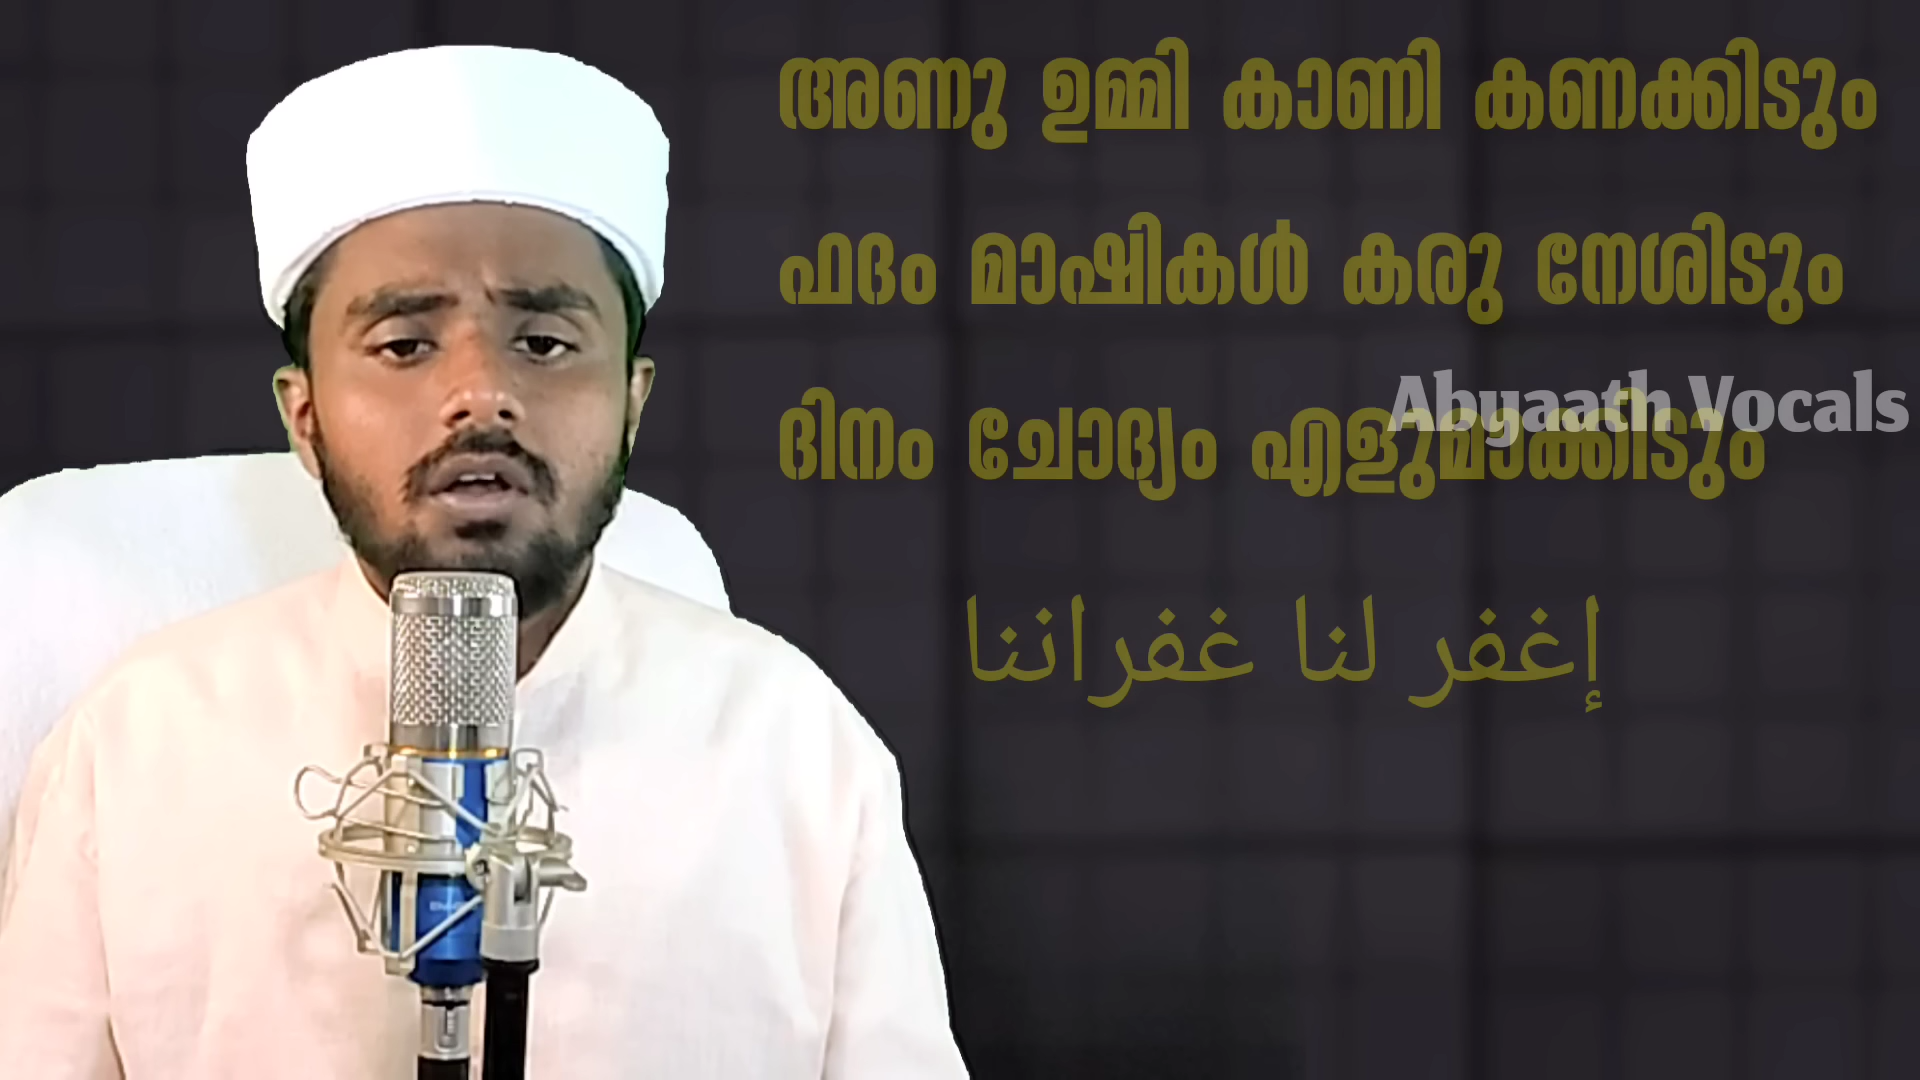 അണു ഉമ്മി കാണി കണക്കിടും
ഫദം മാഷികൾ കരു നേശിടും
Abyaath Vocals
ദിനം ചോദ്യം എളുമാക്കിടും
إغفر لنا غفراننا